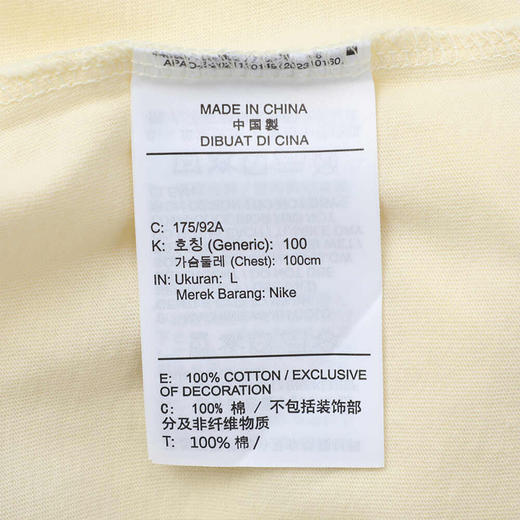 MADE IN CHINA
中国製
DIBUAT DI CINA
C: 175/92A
K: 호칭 (Generic): 100
가슴둘레 (Chest): 100cm
IN: Ukuran: L
Merek Barang: Nike
E: 100% COTTON / EXCLUSIVE
OF DECORATION
C: 100% 棉 / 不包括装饰部
分及非纤维物质
T: 100% 棉 /